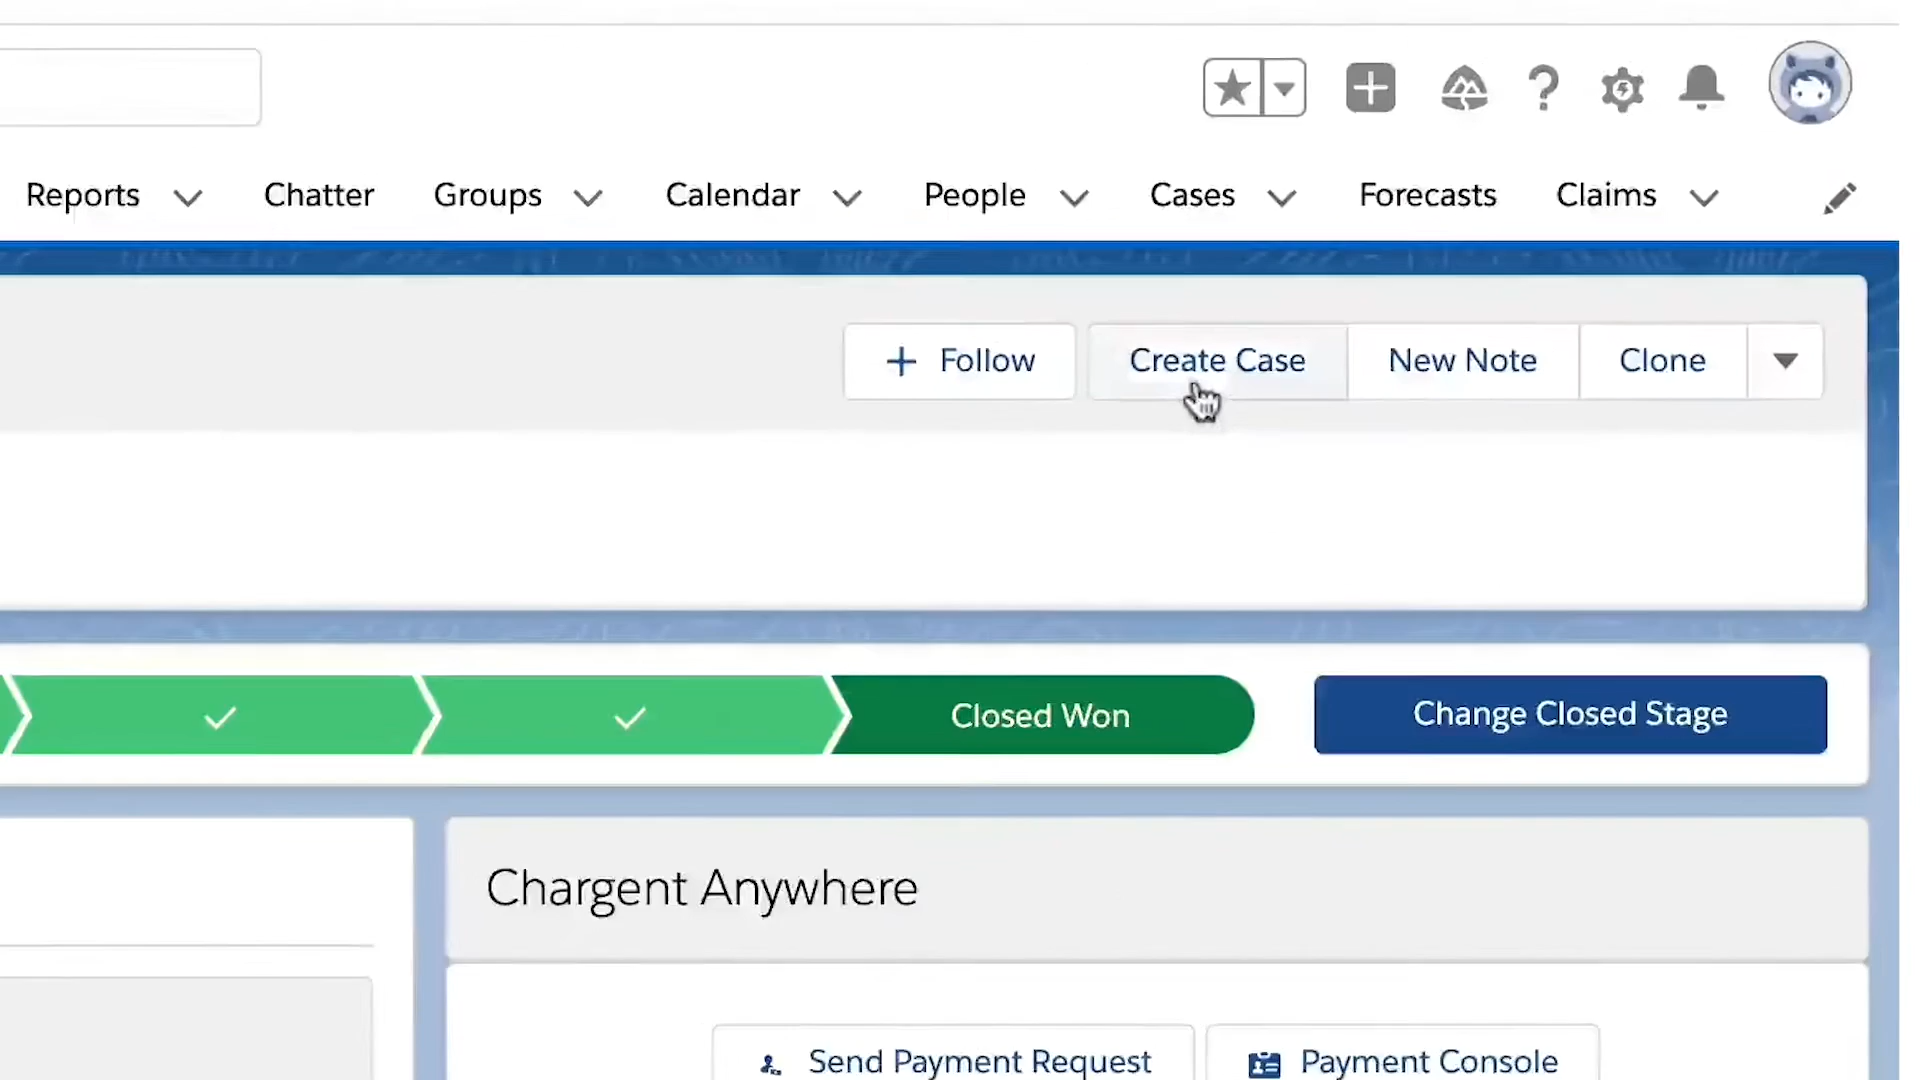 Reports Chatter Groups Calendar People Cases Forecasts Claims
Follow Create Case New Note Clone
Closed Won Change Closed Stage
Chargent Anywhere
Send Payment Request Payment Console